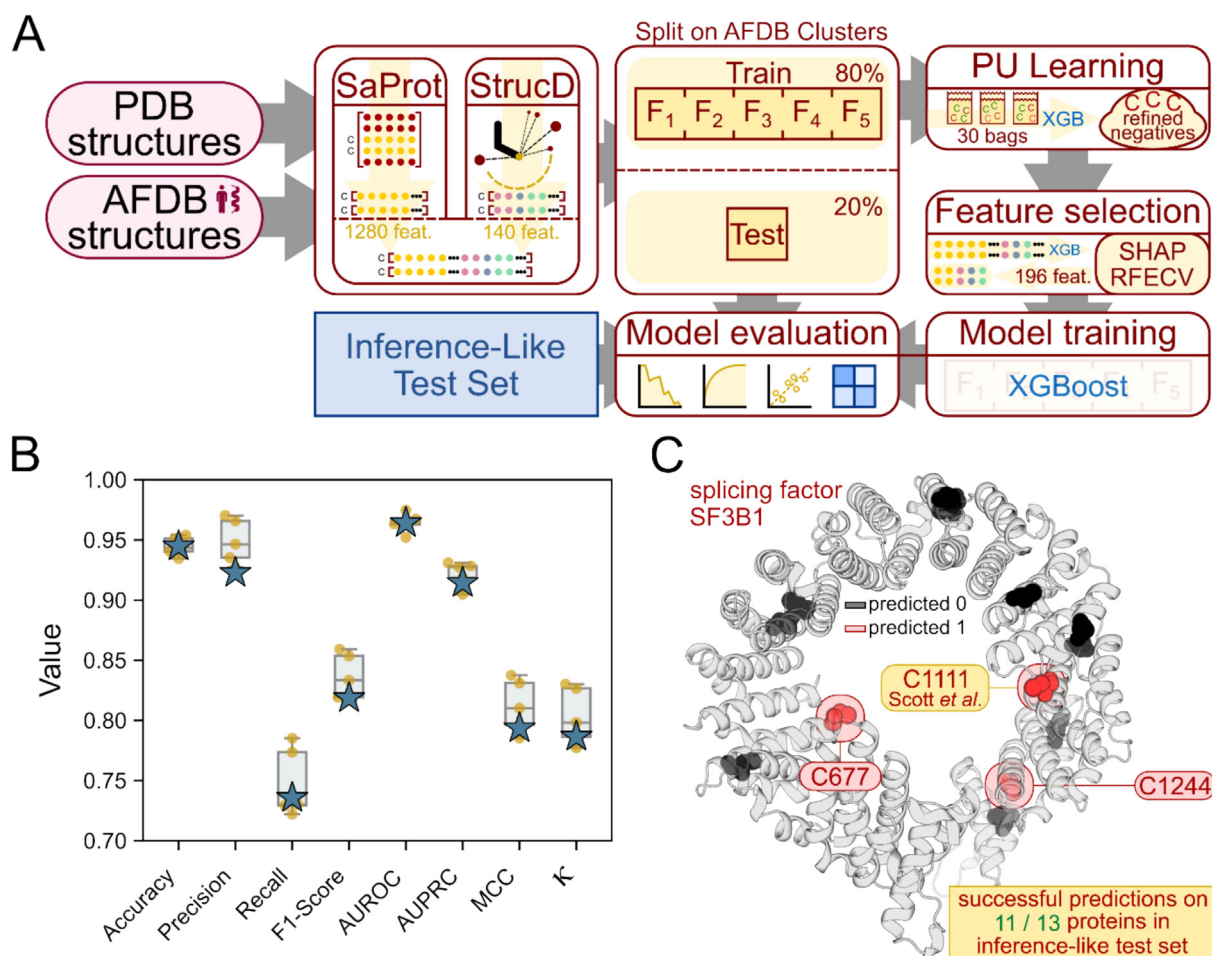 A
PDB
structures
AFDB
structures
SaProt
StrucD
C
C
C
C
C
C
1280 feat.
140 feat.
C
C
Split on AFDB Clusters
Train
80%
F1 F2 F3 F4 F5
20%
Test
PU Learning
30 bags
XGB
C C C
refined
negatives
Feature selection
XGB
196 feat.
SHAP
RFECV
Inference-Like
Test Set
Model evaluation
Model training
F1
F5
XGBoost
B
1.00
0.95
0.90
0.85
0.80
0.75
0.70
Value
Accuracy
Precision
Recall
F1-Score
AUROC
AUPRC
MCC
K
C
splicing factor
SF3B1
predicted 0
predicted 1
C1111
Scott et al.
C677
C1244
successful predictions on
11 / 13 proteins in
inference-like test set